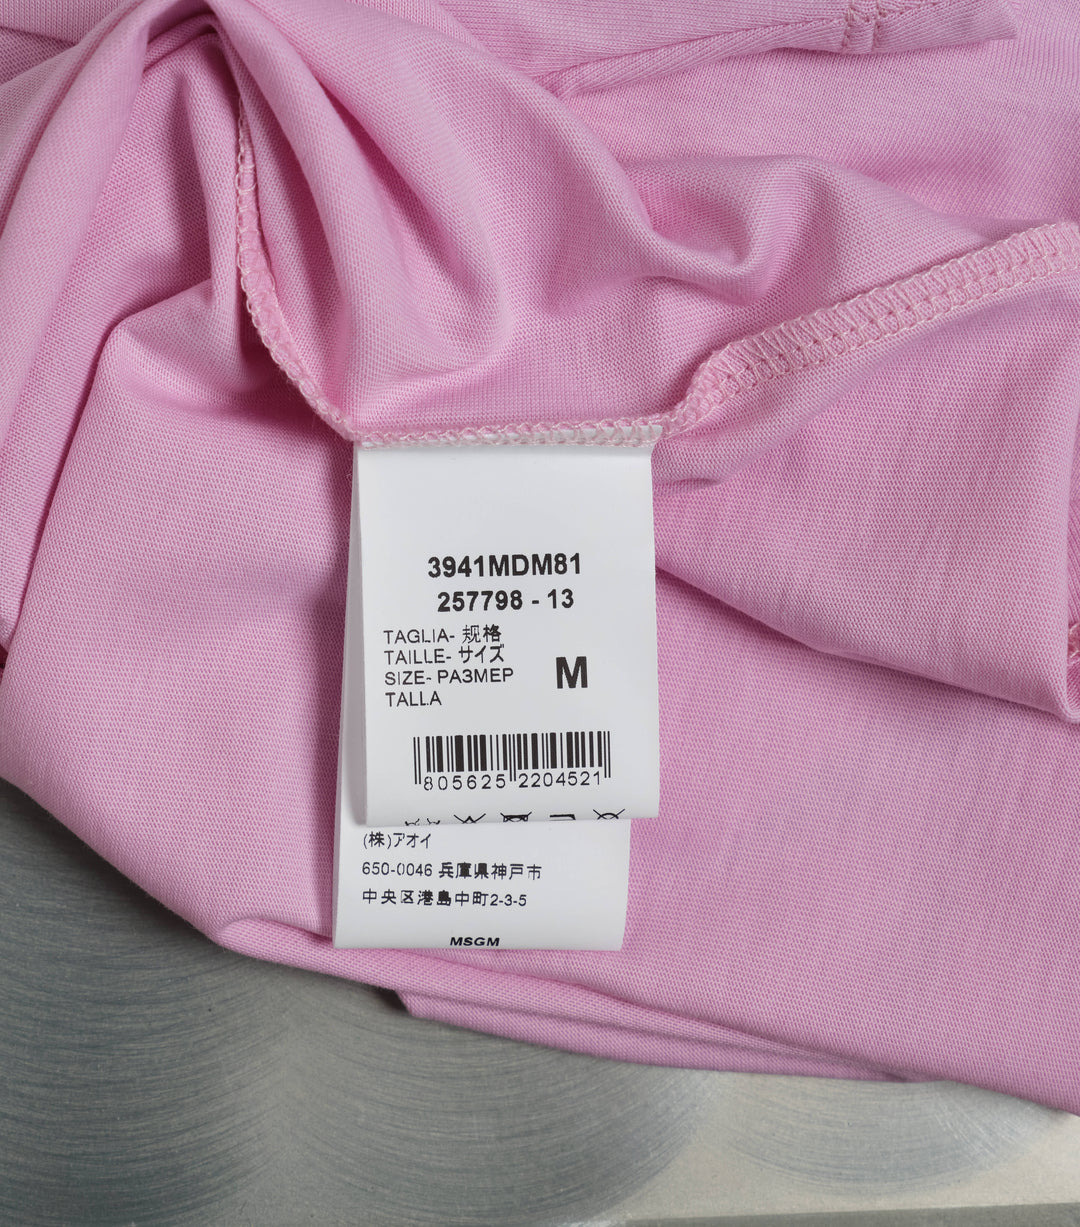 3941MDM81
257798 - 13
TAGLIA- 规格
TAILLE- サイズ
SIZE- РАЗМЕР
TALLA
M
805625 2204521
(株)アオイ
650-0046 兵庫県神戸市
中央区港島中町2-3-5
MSGM